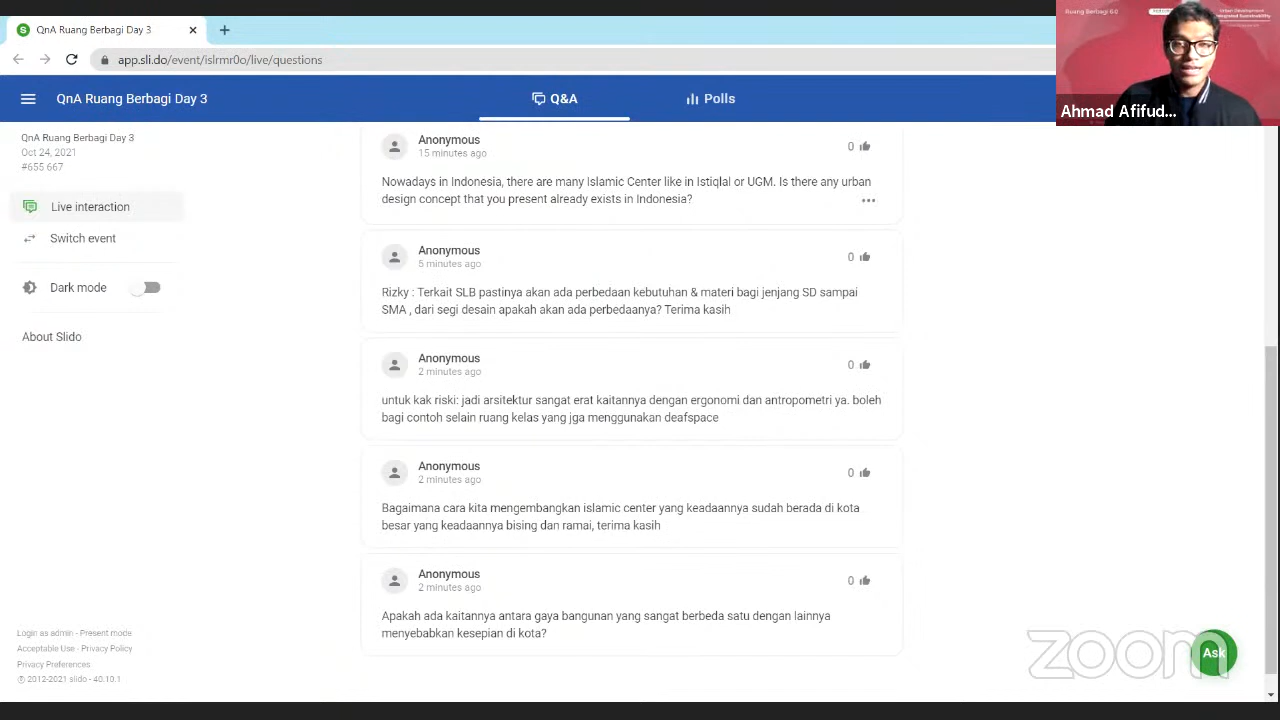 QnA Ruang Berbagi Day 3
app.sli.do/event/islrmr0o/live/questions
Ruang Berbagi 6.0
Urban Development
Integrated Sustainability
Ahmad Afifud...
QnA Ruang Berbagi Day 3
Q&A
Polls
QnA Ruang Berbagi Day 3
Oct 24, 2021
#655 667
Live interaction
Switch event
Dark mode
About Slido
Anonymous
15 minutes ago
0
Nowadays in Indonesia, there are many Islamic Center like in Istiqlal or UGM. Is there any urban
design concept that you present already exists in Indonesia?
Anonymous
5 minutes ago
0
Rizky : Terkait SLB pastinya akan ada perbedaan kebutuhan & materi bagi jenjang SD sampai
SMA , dari segi desain apakah akan ada perbedaanya? Terima kasih
Anonymous
2 minutes ago
0
untuk kak riski: jadi arsitektur sangat erat kaitannya dengan ergonomi dan antropometri ya. boleh
bagi contoh selain ruang kelas yang jga menggunakan deafspace
Anonymous
2 minutes ago
0
Bagaimana cara kita mengembangkan islamic center yang keadaannya sudah berada di kota
besar yang keadaannya bising dan ramai, terima kasih
Anonymous
2 minutes ago
0
Apakah ada kaitannya antara gaya bangunan yang sangat berbeda satu dengan lainnya
menyebabkan kesepian di kota?
Login as admin - Present mode
Acceptable Use - Privacy Policy
Privacy Preferences
© 2012-2021 slido - 40.10.1
zoom
Ask